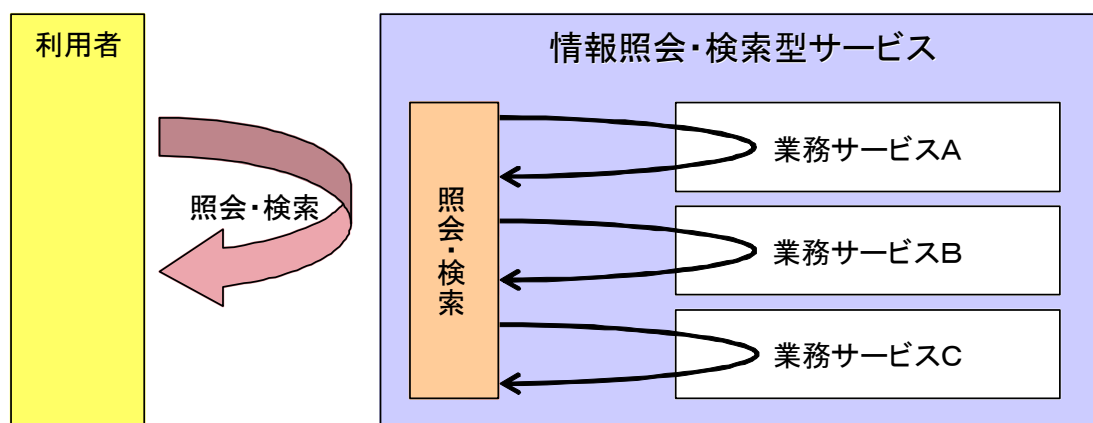 利用者
情報照会・検索型サービス
照会・検索
照会・検索
業務サービスA
業務サービスB
業務サービスC